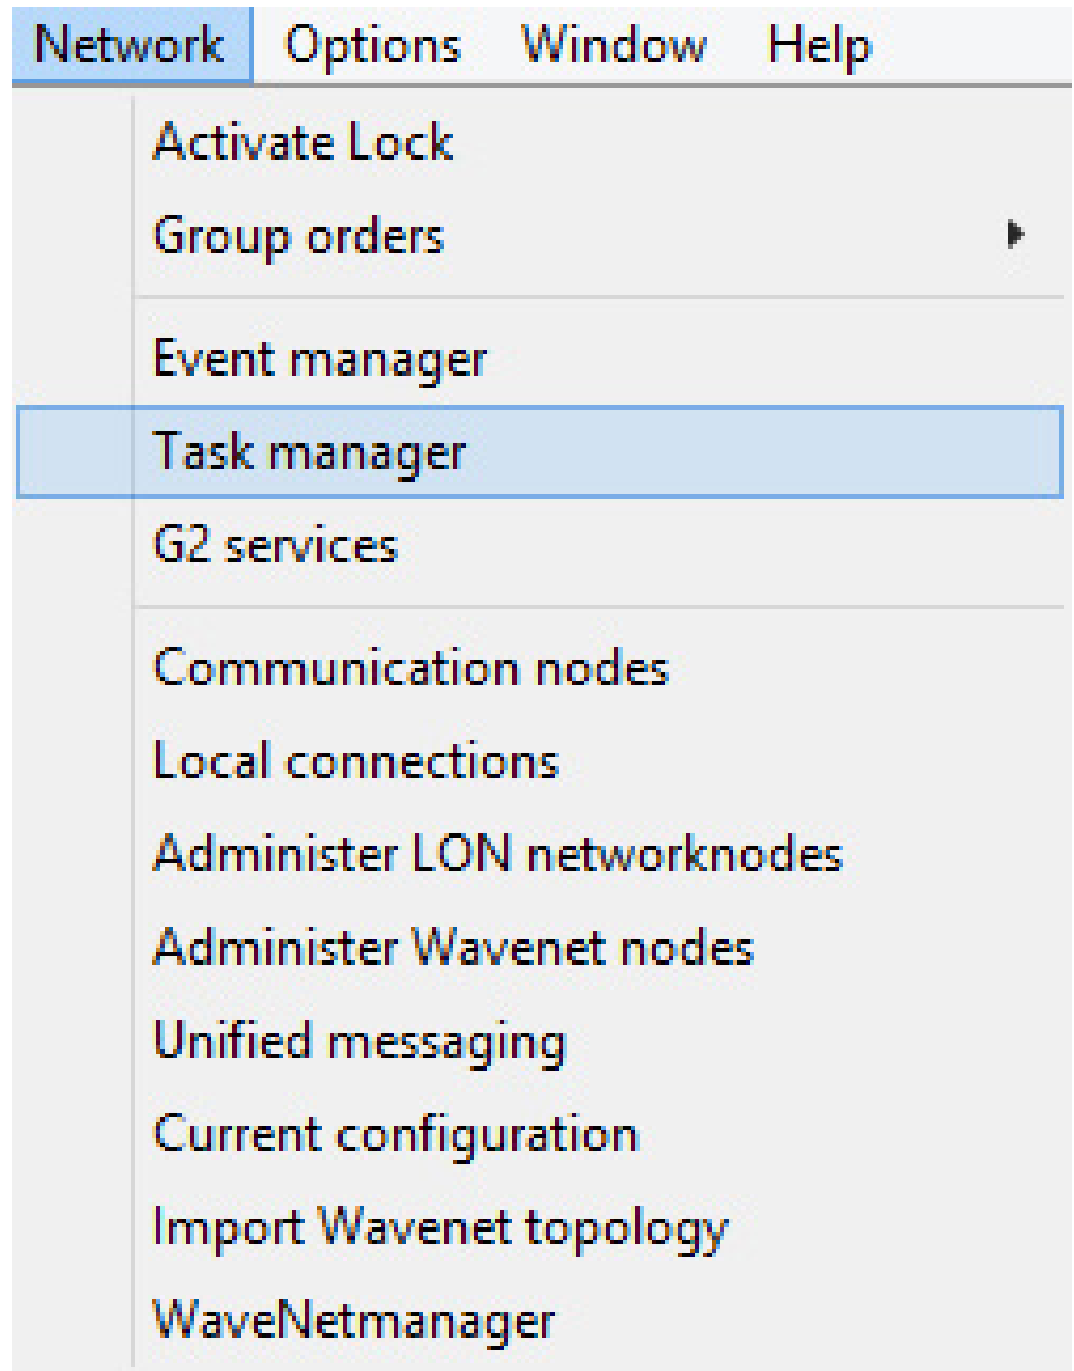 Network Options Window Help
Activate Lock
Group orders
Event manager
Task manager
G2 services
Communication nodes
Local connections
Administer LON networknodes
Administer Wavenet nodes
Unified messaging
Current configuration
Import Wavenet topology
WaveNetmanager